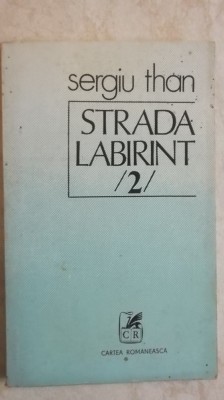 sergiu than
STRADA
LABIRINT
/2/
CR
CARTEA ROMÂNEASCĂ